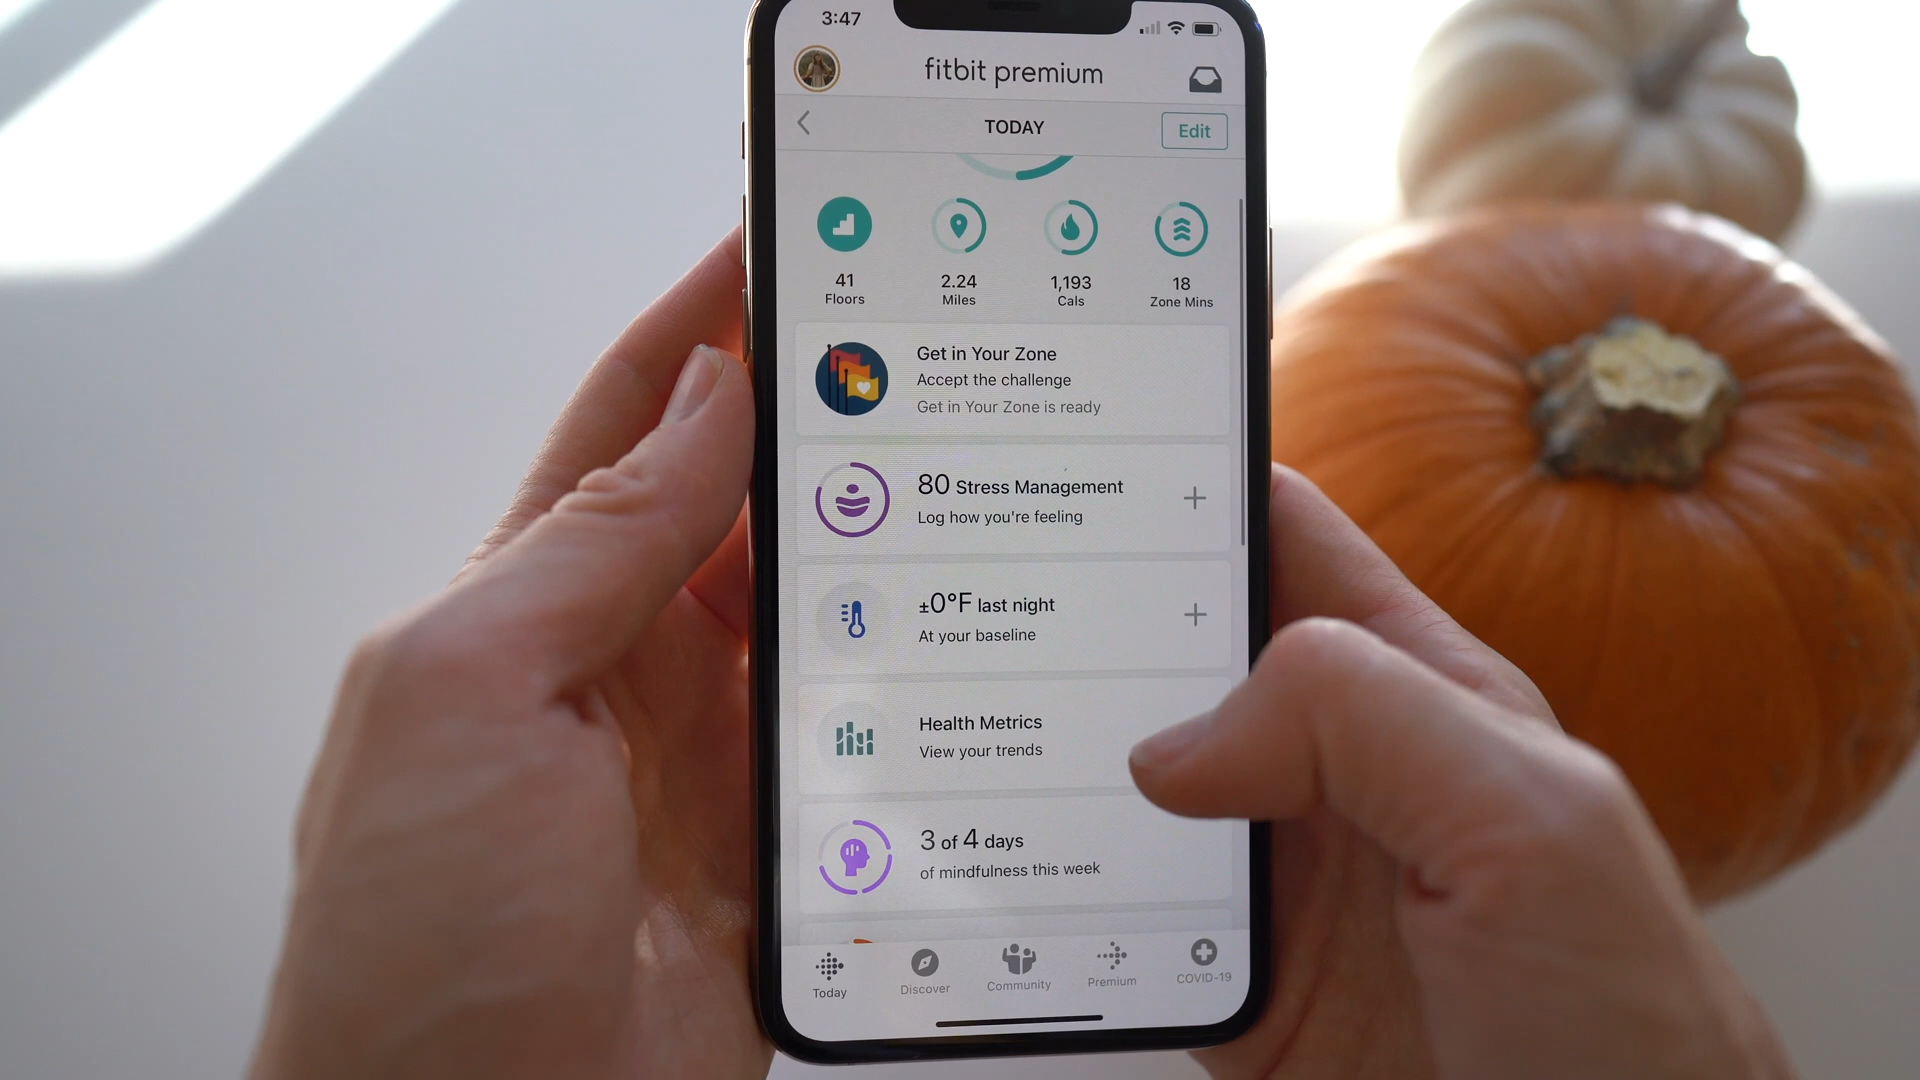 3:47
fitbit premium
TODAY
Edit
41
Floors
2.24
Miles
1,193
Cals
18
Zone Mins
Get in Your Zone
Accept the challenge
Get in Your Zone is ready
80 Stress Management
Log how you're feeling
±0°F last night
At your baseline
Health Metrics
View your trends
3 of 4 days
of mindfulness this week
Today
Discover
Community
Premium
COVID-19